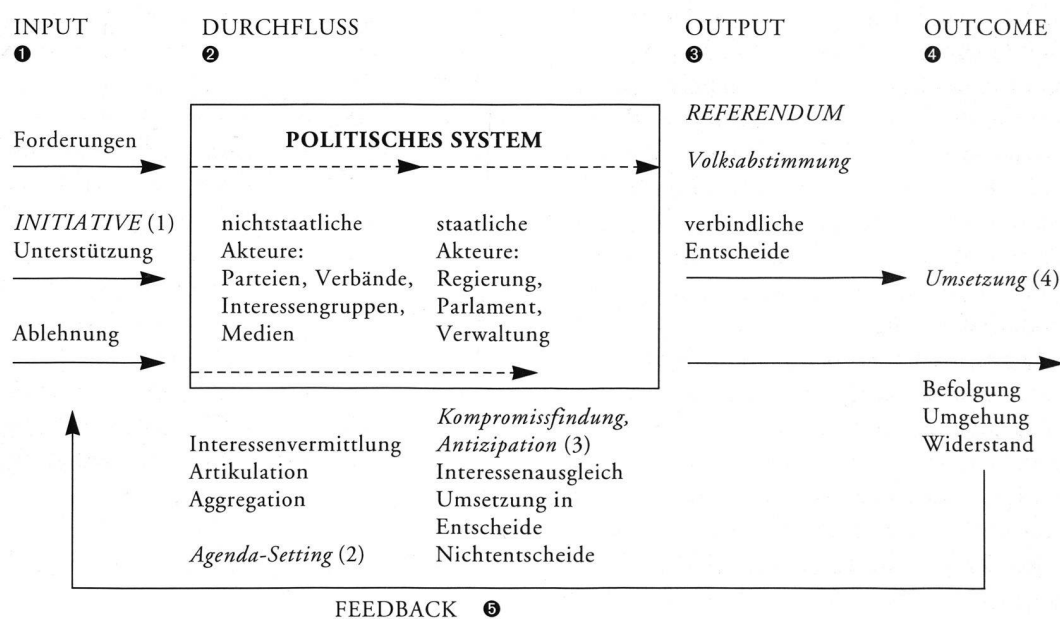 INPUT
❶
DURCHFLUSS
❷
OUTPUT
❸
OUTCOME
❹
Forderungen
INITIATIVE (1)
Unterstützung
Ablehnung
POLITISCHES SYSTEM
nichtstaatliche
Akteure:
Parteien, Verbände,
Interessengruppen,
Medien
staatliche
Akteure:
Regierung,
Parlament,
Verwaltung
REFERENDUM
Volksabstimmung
verbindliche
Entscheide
Umsetzung (4)
Befolgung
Umgehung
Widerstand
Interessenvermittlung
Artikulation
Aggregation
Agenda-Setting (2)
Kompromissfindung,
Antizipation (3)
Interessenausgleich
Umsetzung in
Entscheide
Nichtentscheide
FEEDBACK ❺